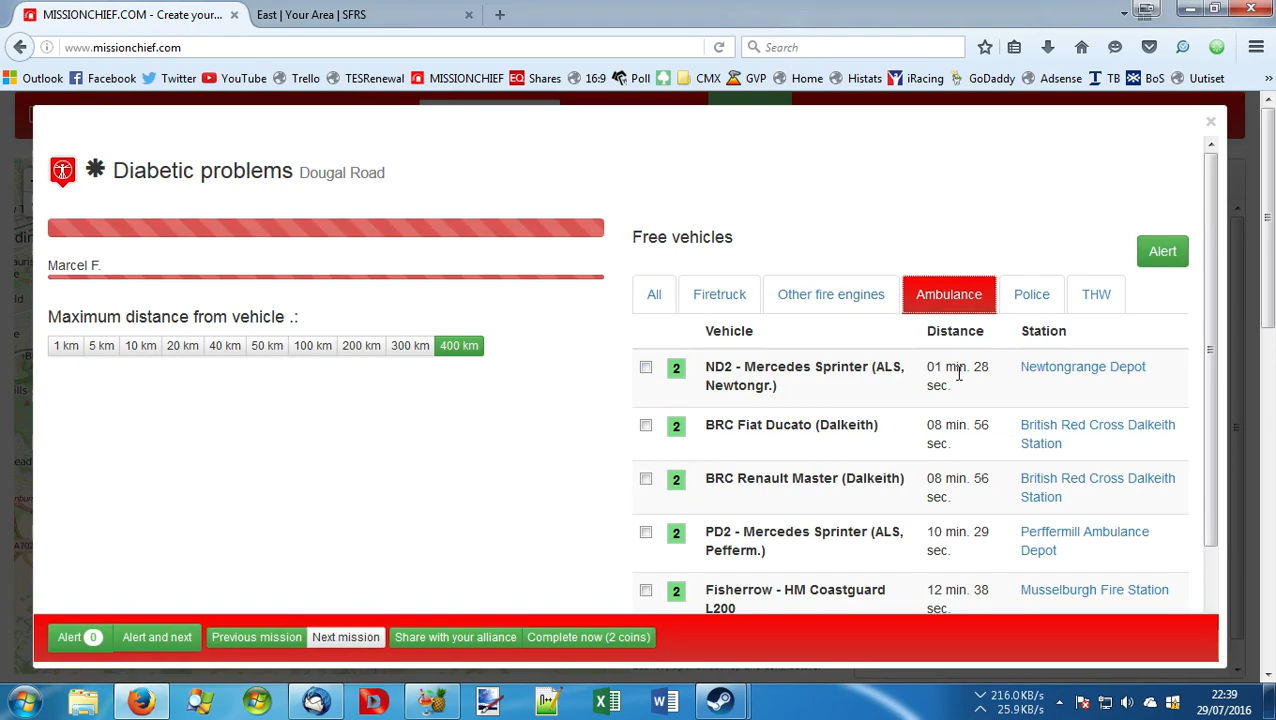 MISSIONCHIEF.COM - Create your... ×
East | Your Area | SFRS ×
www.missionchief.com
Search
Outlook Facebook Twitter YouTube Trello TESRenewal MISSIONCHIEF EQ Shares 16:9 Poll CMX GVP Home Histats iRacing GoDaddy Adsense TB BoS Uutiset »
×
Diabetic problems Dougal Road
Marcel F.
Maximum distance from vehicle .:
1 km 5 km 10 km 20 km 40 km 50 km 100 km 200 km 300 km 400 km
Free vehicles
Alert
All Firetruck Other fire engines Ambulance Police THW
Vehicle Distance Station
2 ND2 - Mercedes Sprinter (ALS, 01 min. 28 Newtongrange Depot
Newtongr.) sec.
2 BRC Fiat Ducato (Dalkeith) 08 min. 56 British Red Cross Dalkeith
sec. Station
2 BRC Renault Master (Dalkeith) 08 min. 56 British Red Cross Dalkeith
sec. Station
2 PD2 - Mercedes Sprinter (ALS, 10 min. 29 Perffermill Ambulance
Pefferm.) sec. Depot
2 Fisherrow - HM Coastguard 12 min. 38 Musselburgh Fire Station
L200 sec.
Alert 0 Alert and next Previous mission Next mission Share with your alliance Complete now (2 coins)
216.0KB/s
25.9KB/s
22:39
29/07/2016